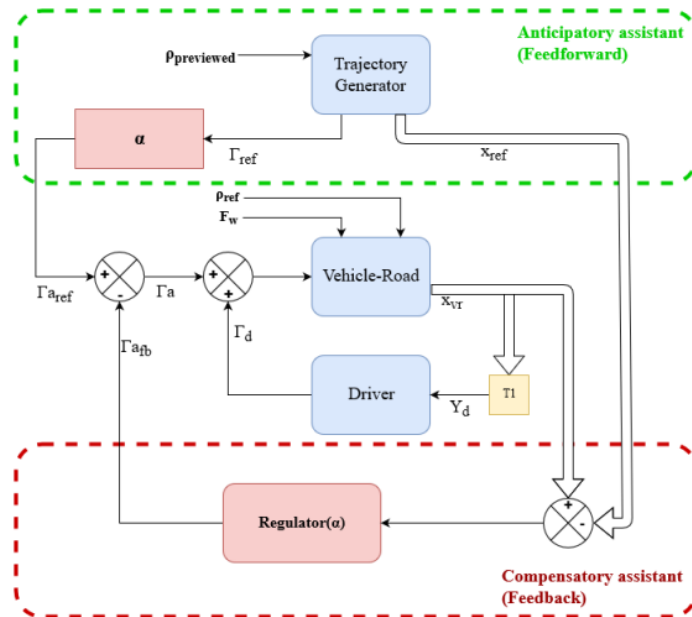 Anticipatory assistant
(Feedforward)
ρpreviewed
Trajectory
Generator
α
Γref
xref
ρref
Fw
+
-
Γaref
Γa
+
+
Vehicle-Road
xvr
Γafb
Γd
Driver
Yd
T1
+
-
Regulator(α)
Compensatory assistant
(Feedback)